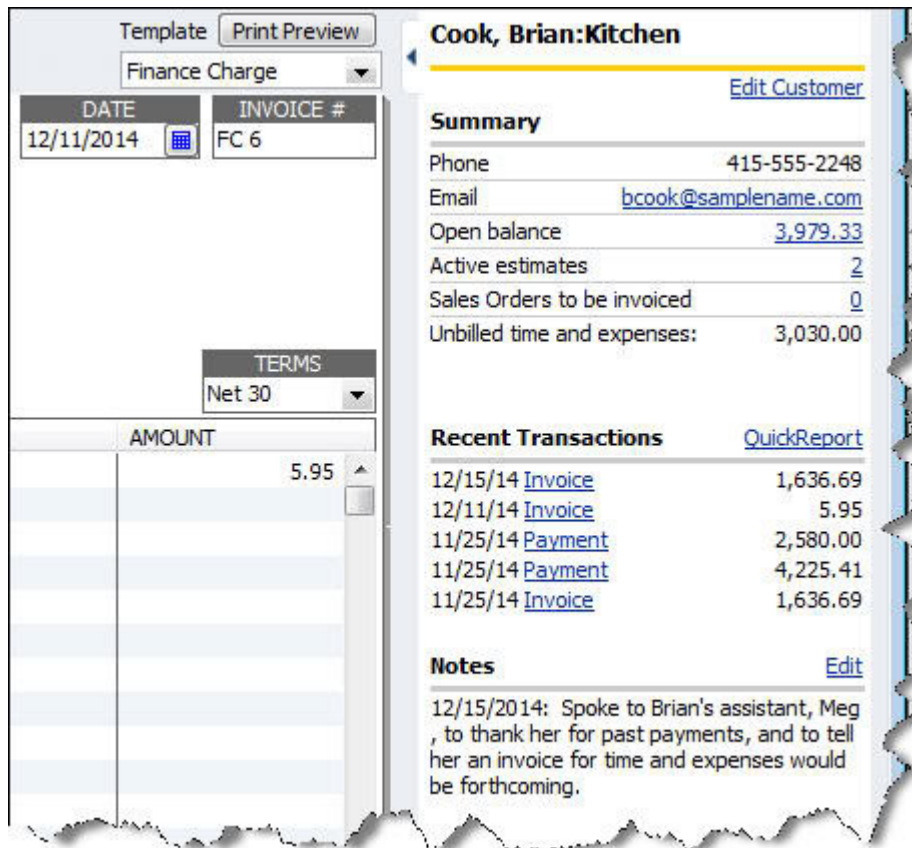 Template Print Preview
Finance Charge
DATE INVOICE #
12/11/2014 FC 6
TERMS
Net 30
AMOUNT
5.95
Cook, Brian:Kitchen
Edit Customer
Summary
Phone 415-555-2248
Email bcook@samplename.com
Open balance 3,979.33
Active estimates 2
Sales Orders to be invoiced 0
Unbilled time and expenses: 3,030.00
Recent Transactions QuickReport
12/15/14 Invoice 1,636.69
12/11/14 Invoice 5.95
11/25/14 Payment 2,580.00
11/25/14 Payment 4,225.41
11/25/14 Invoice 1,636.69
Notes Edit
12/15/2014: Spoke to Brian's assistant, Meg
, to thank her for past payments, and to tell
her an invoice for time and expenses would
be forthcoming.